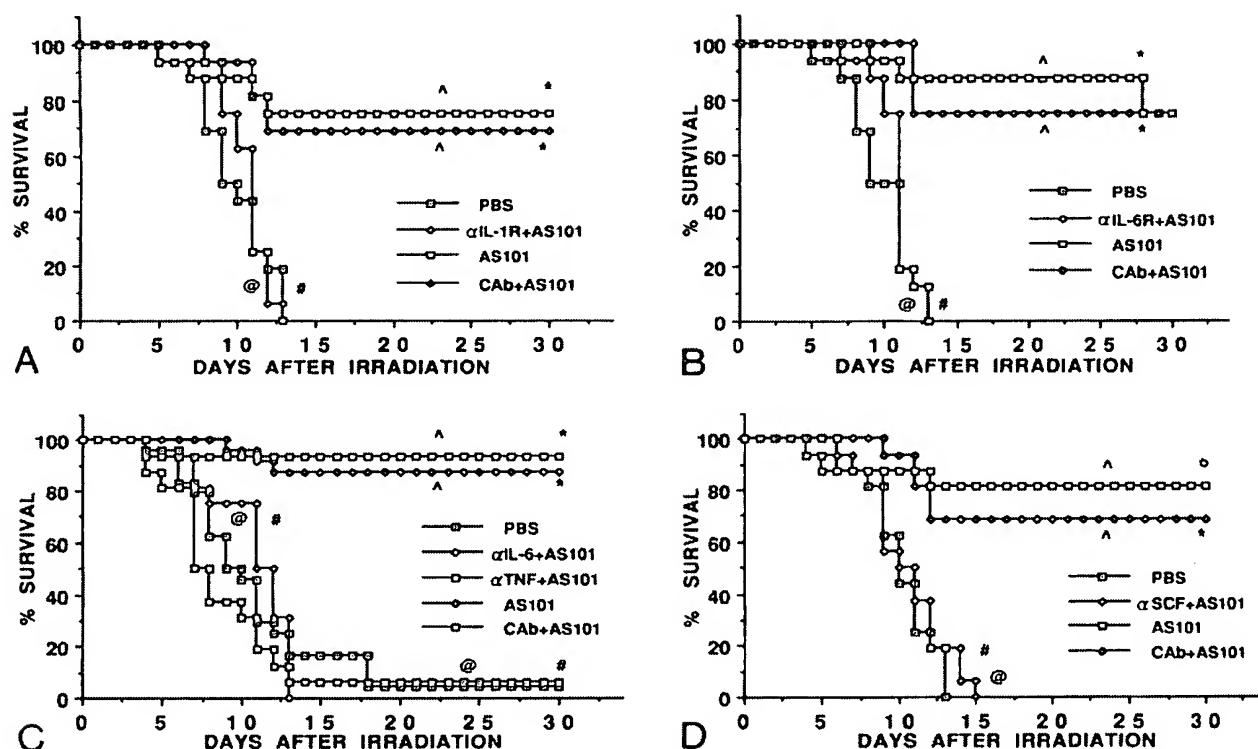 % SURVIVAL
100
80
60
40
20
0
^ *
^ *
PBS
αIL-1R+AS101
AS101
CAb+AS101
@ #
0 5 10 15 20 25 30
A DAYS AFTER IRRADIATION
% SURVIVAL
100
80
60
40
20
0
^ *
^ *
PBS
αIL-6R+AS101
AS101
CAb+AS101
@ #
0 5 10 15 20 25 30
B DAYS AFTER IRRADIATION
% SURVIVAL
100
80
60
40
20
0
^ *
^ *
@ #
PBS
αIL-6+AS101
αTNF+AS101
AS101
CAb+AS101
@ #
0 5 10 15 20 25 30
C DAYS AFTER IRRADIATION
% SURVIVAL
100
80
60
40
20
0
^
^ *
PBS
αSCF+AS101
AS101
CAb+AS101
#
@
5 10 15 20 25 30
D DAYS AFTER IRRADIATION